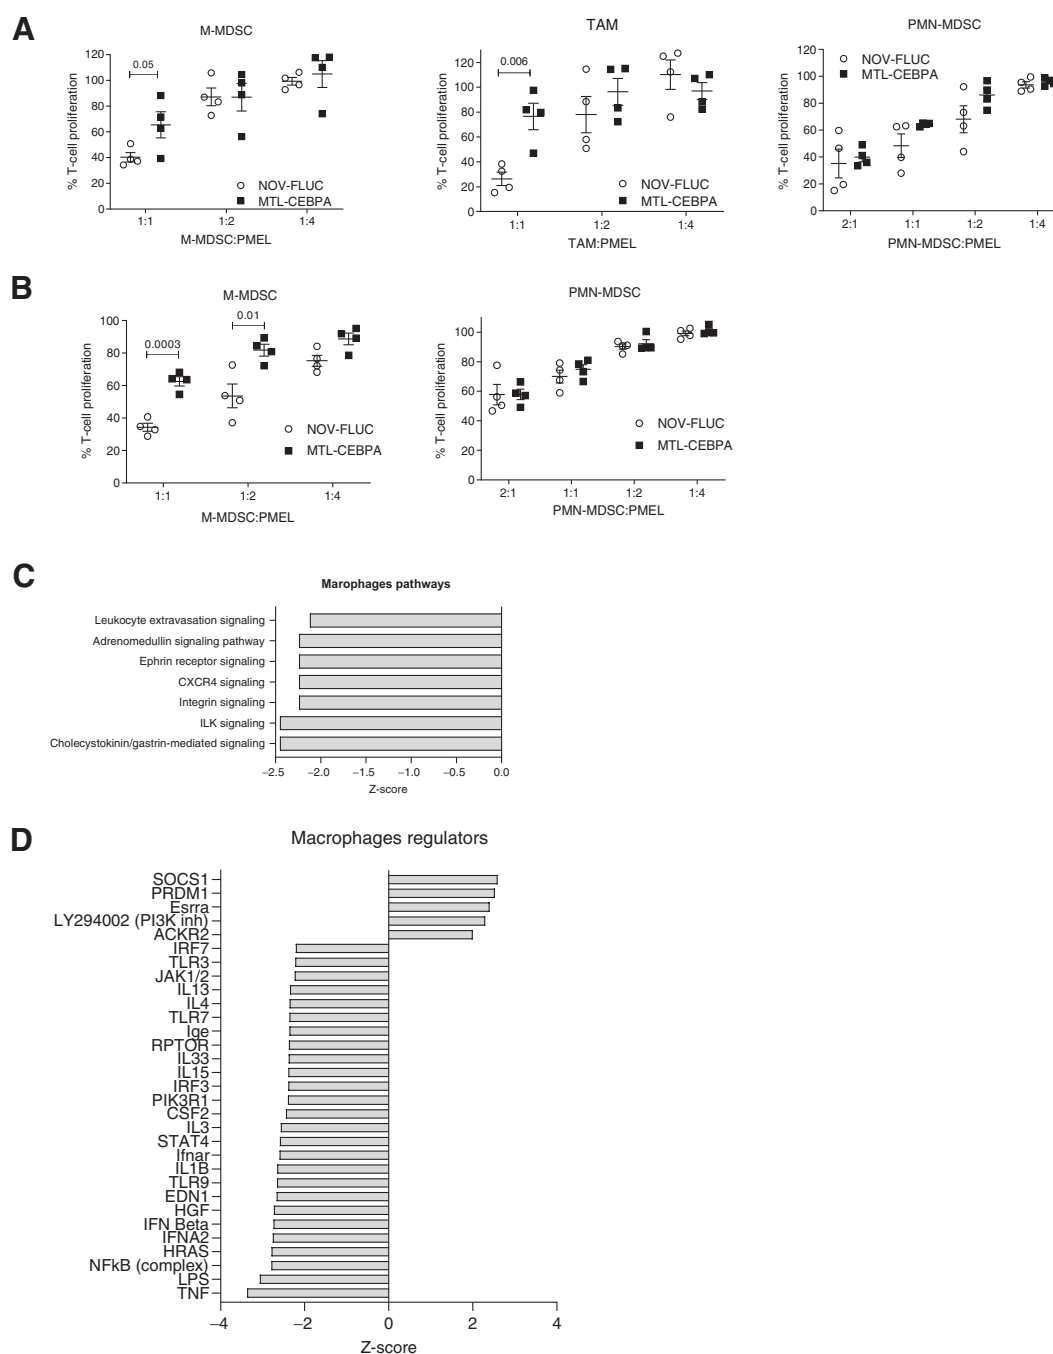 A
M-MDSC
% T-cell proliferation
120
100
80
60
40
20
0
0.05
NOV-FLUC
MTL-CEBPA
1:1
1:2
1:4
M-MDSC:PMEL
TAM
% T-cell proliferation
120
100
80
60
40
20
0
0.006
NOV-FLUC
MTL-CEBPA
1:1
1:2
1:4
TAM:PMEL
PMN-MDSC
% T-cell proliferation
120
100
80
60
40
20
0
NOV-FLUC
MTL-CEBPA
2:1
1:1
1:2
1:4
PMN-MDSC:PMEL
B
M-MDSC
% T-cell proliferation
100
80
60
40
20
0
0.0003
0.01
NOV-FLUC
MTL-CEBPA
1:1
1:2
1:4
M-MDSC:PMEL
PMN-MDSC
% T-cell proliferation
100
80
60
40
20
0
NOV-FLUC
MTL-CEBPA
2:1
1:1
1:2
1:4
PMN-MDSC:PMEL
C
Marophages pathways
Leukocyte extravasation signaling
Adrenomedullin signaling pathway
Ephrin receptor signaling
CXCR4 signaling
Integrin signaling
ILK signaling
Cholecystokinin/gastrin-mediated signaling
−2.5 −2.0 −1.5 −1.0 −0.5 0.0
Z-score
D
Macrophages regulators
SOCS1
PRDM1
Esrra
LY294002 (PI3K inh)
ACKR2
IRF7
TLR3
JAK1/2
IL13
IL4
TLR7
Ige
RPTOR
IL33
IL15
IRF3
PIK3R1
CSF2
IL3
STAT4
Ifnar
IL1B
TLR9
EDN1
HGF
IFN Beta
IFNA2
HRAS
NFkB (complex)
LPS
TNF
−4 −2 0 2 4
Z-score